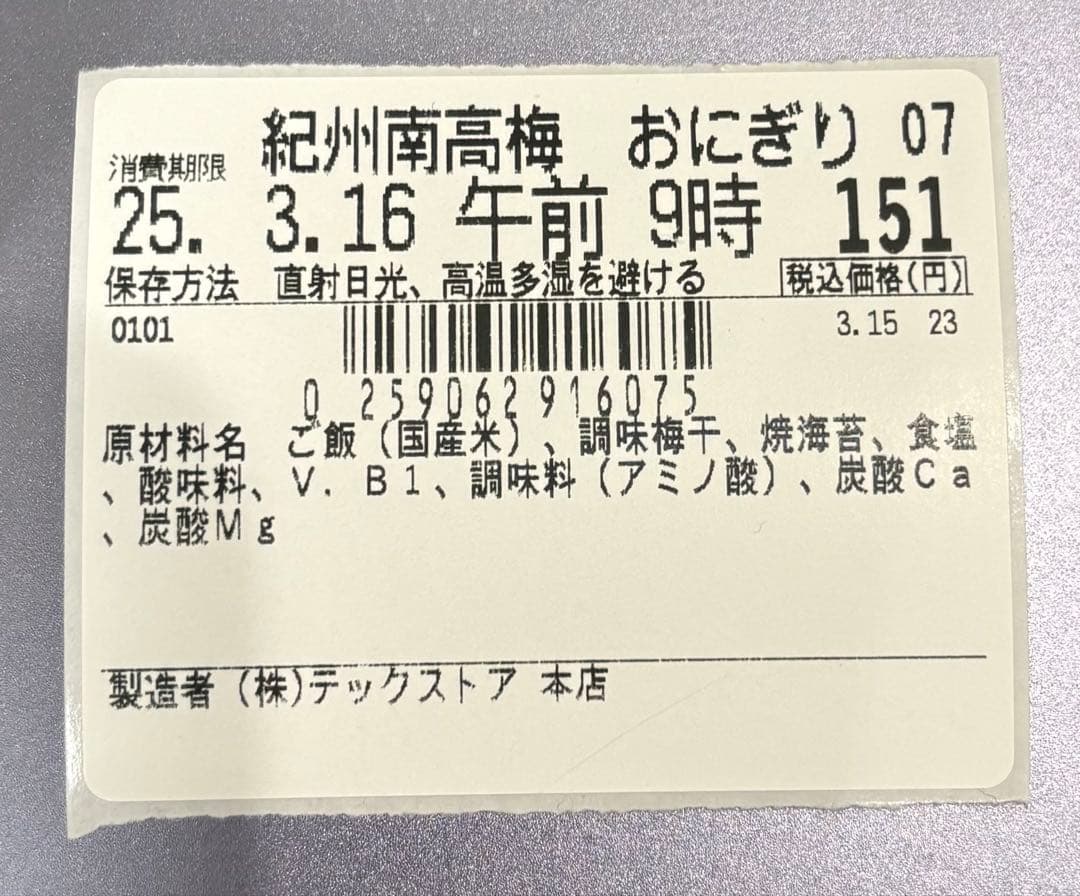 紀州南高梅 おにぎり 07
消費期限
25. 3.16 午前 9時 151
保存方法 直射日光、高温多湿を避ける 税込価格(円)
0101 3.15 23
0 259062916075
原材料名 ご飯(国産米)、調味梅干、焼海苔、食塩
、酸味料、V.B1、調味料(アミノ酸)、炭酸Ca
、炭酸Mg
製造者 (株)テックストア 本店